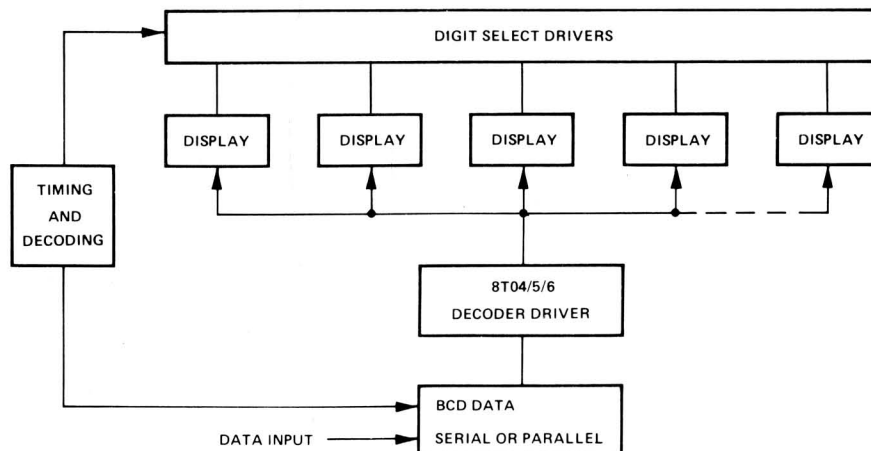 DIGIT SELECT DRIVERS
DISPLAY
DISPLAY
DISPLAY
DISPLAY
DISPLAY
TIMING
AND
DECODING
8T04/5/6
DECODER DRIVER
BCD DATA
DATA INPUT
SERIAL OR PARALLEL